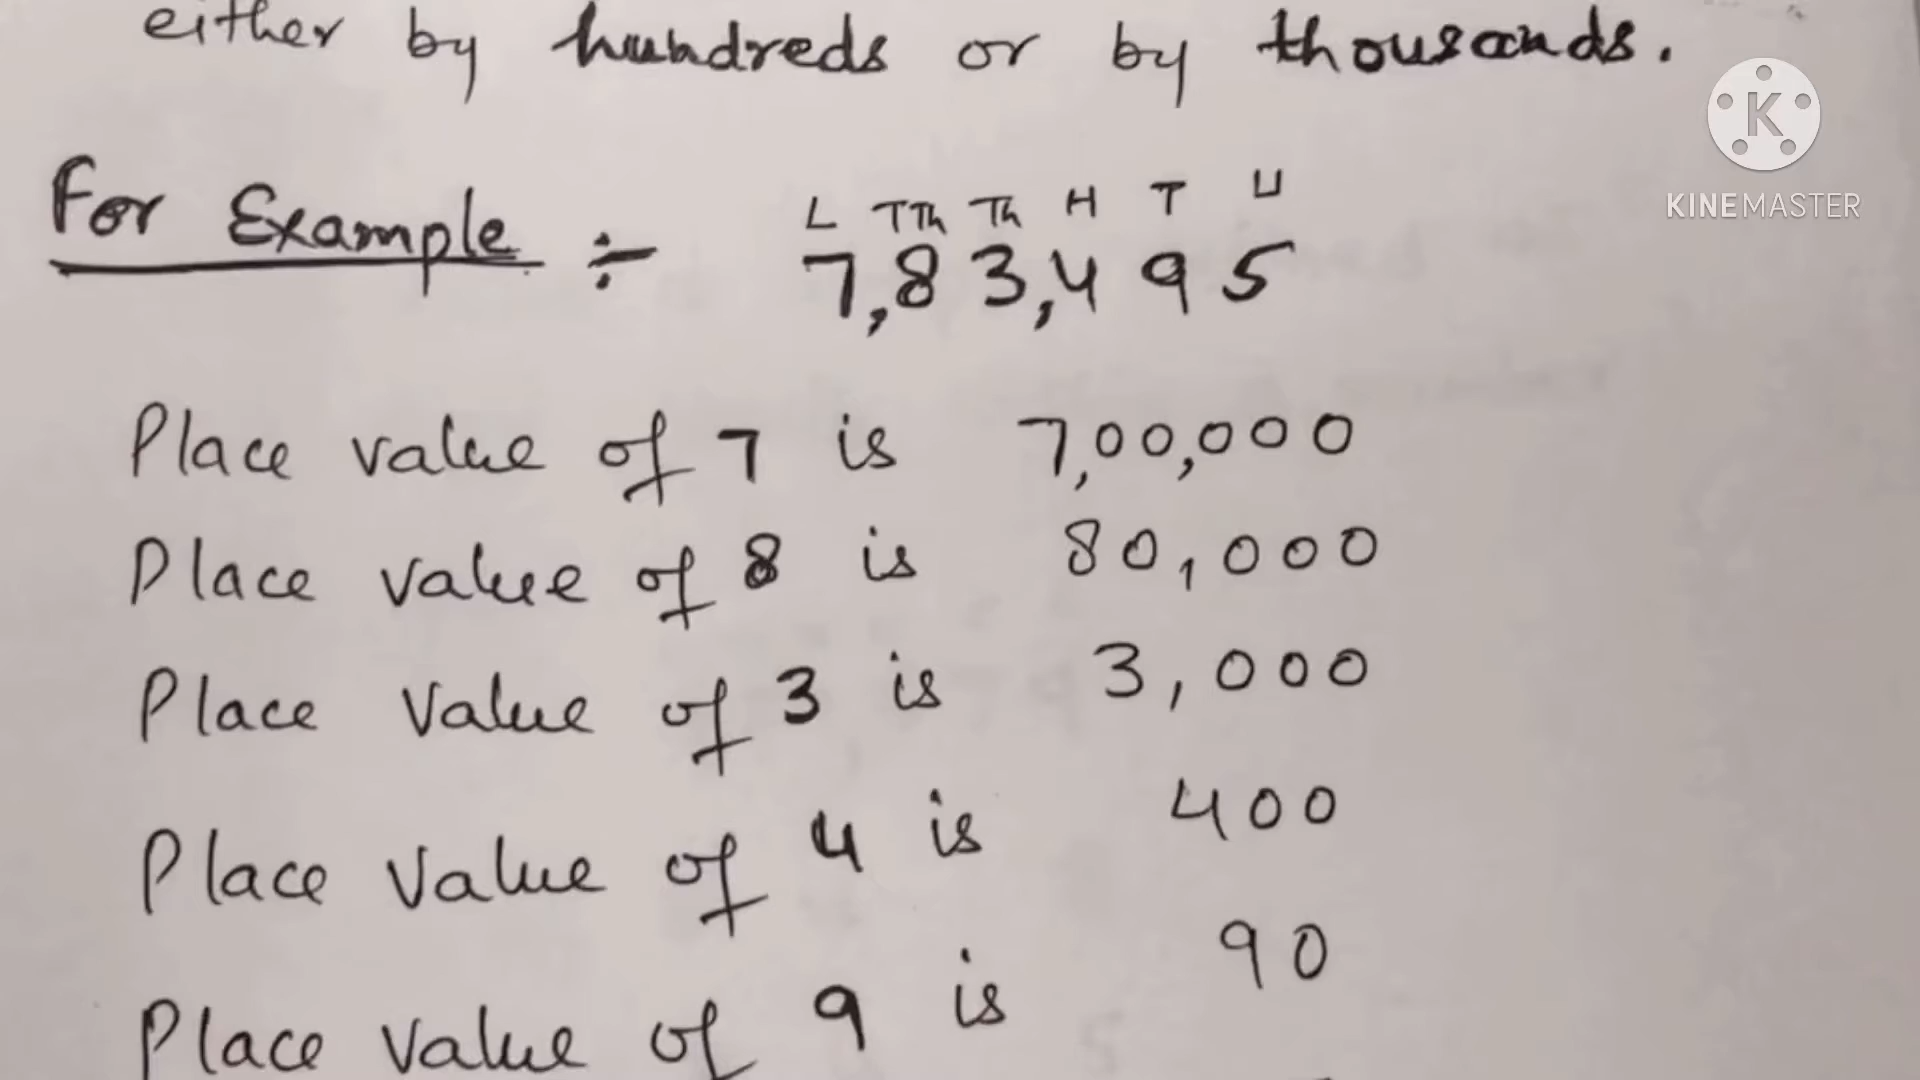 either by hundreds or by thousands.
K
KINEMASTER
L TTh Th H T U
For Example :- 7,83,495
Place value of 7 is 7,00,000
Place value of 8 is 80,000
Place value of 3 is 3,000
Place value of 4 is 400
Place value of 9 is 90